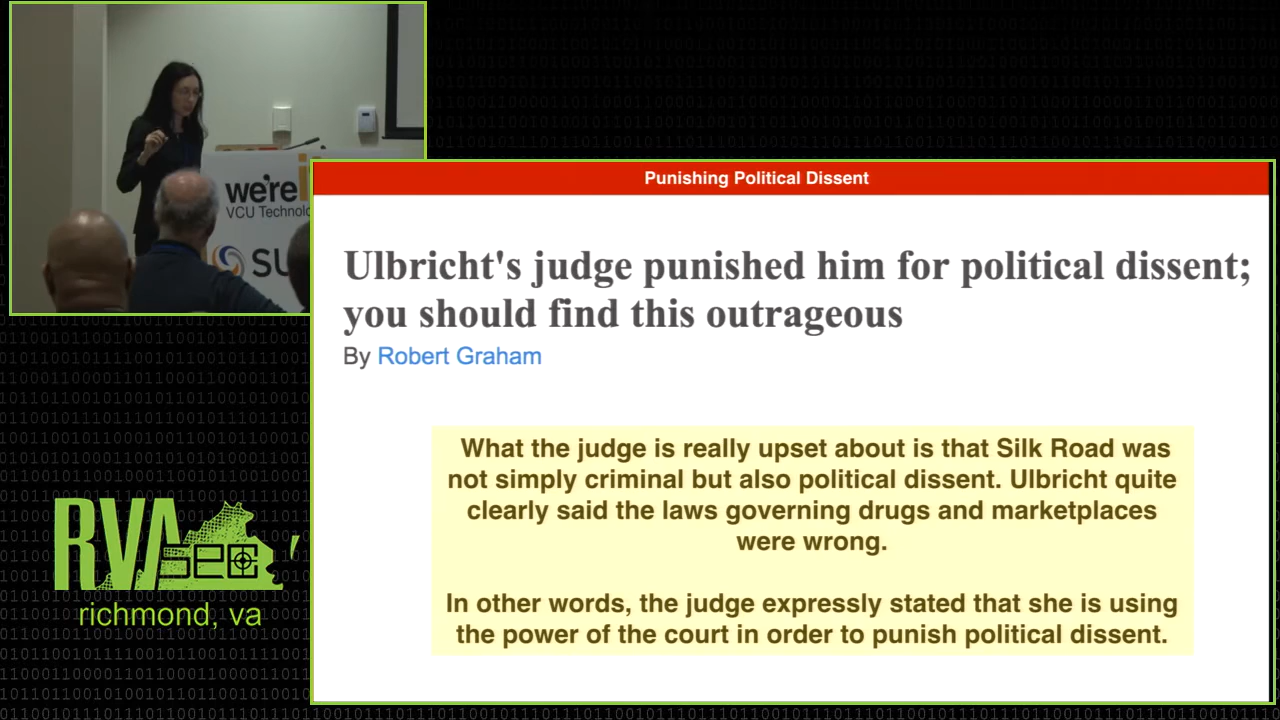 we're i
VCU Technolo
SU
Punishing Political Dissent
Ulbricht's judge punished him for political dissent;
you should find this outrageous
By Robert Graham
What the judge is really upset about is that Silk Road was
not simply criminal but also political dissent. Ulbricht quite
clearly said the laws governing drugs and marketplaces
were wrong.
In other words, the judge expressly stated that she is using
the power of the court in order to punish political dissent.
RVAsec
richmond, va